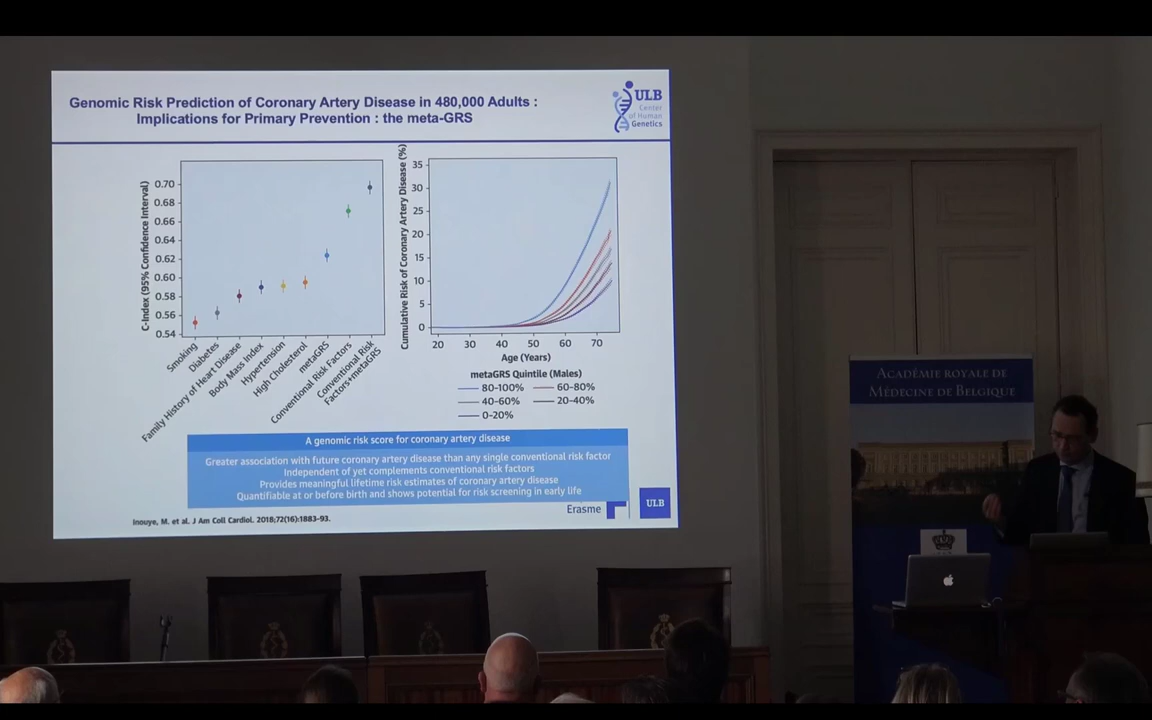 Genomic Risk Prediction of Coronary Artery Disease in 480,000 Adults :
Implications for Primary Prevention : the meta-GRS
ULB
Center
of Human
Genetics
C-Index (95% Confidence Interval)
0.70
0.68
0.66
0.64
0.62
0.60
0.58
0.56
0.54
Smoking
Diabetes
Family History of Heart Disease
Body Mass Index
Hypertension
High Cholesterol
metaGRS
Conventional Risk Factors
Conventional Risk
Factors+metaGRS
Cumulative Risk of Coronary Artery Disease (%)
35
30
25
20
15
10
5
0
20 30 40 50 60 70
Age (Years)
metaGRS Quintile (Males)
80-100% 60-80%
40-60% 20-40%
0-20%
A genomic risk score for coronary artery disease
Greater association with future coronary artery disease than any single conventional risk factor
Independent of yet complements conventional risk factors
Provides meaningful lifetime risk estimates of coronary artery disease
Quantifiable at or before birth and shows potential for risk screening in early life
Inouye, M. et al. J Am Coll Cardiol. 2018;72(16):1883-93.
Erasme
ULB
ACADÉMIE ROYALE DE
MÉDECINE DE BELGIQUE